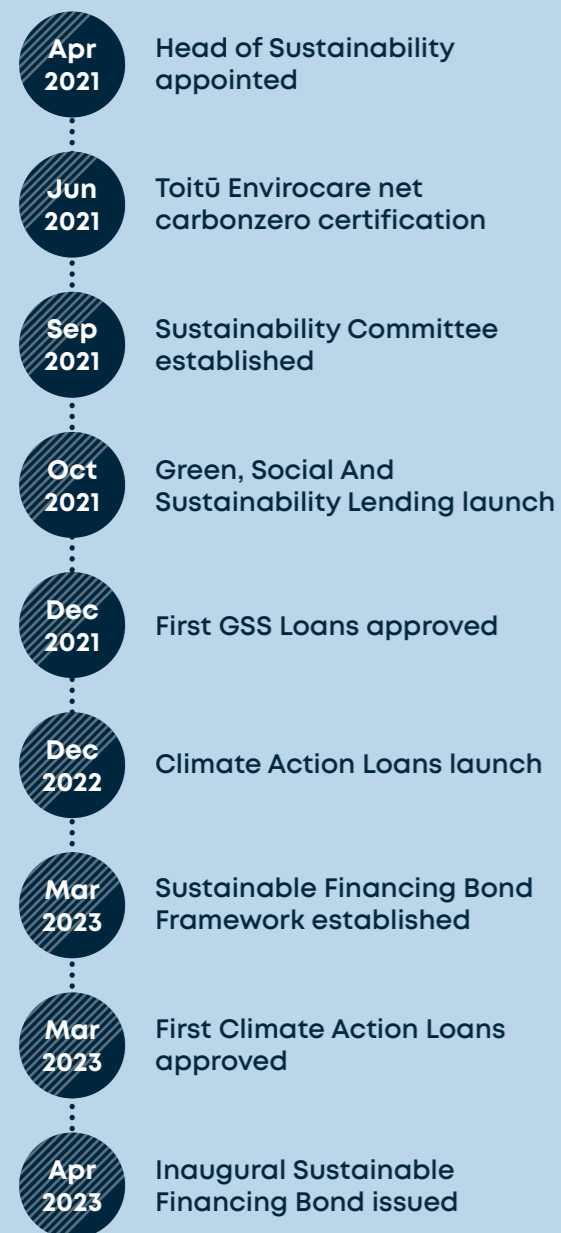 Apr
2021
Head of Sustainability
appointed
Jun
2021
Toitū Envirocare net
carbonzero certification
Sep
2021
Sustainability Committee
established
Oct
2021
Green, Social And
Sustainability Lending launch
Dec
2021
First GSS Loans approved
Dec
2022
Climate Action Loans launch
Mar
2023
Sustainable Financing Bond
Framework established
Mar
2023
First Climate Action Loans
approved
Apr
2023
Inaugural Sustainable
Financing Bond issued